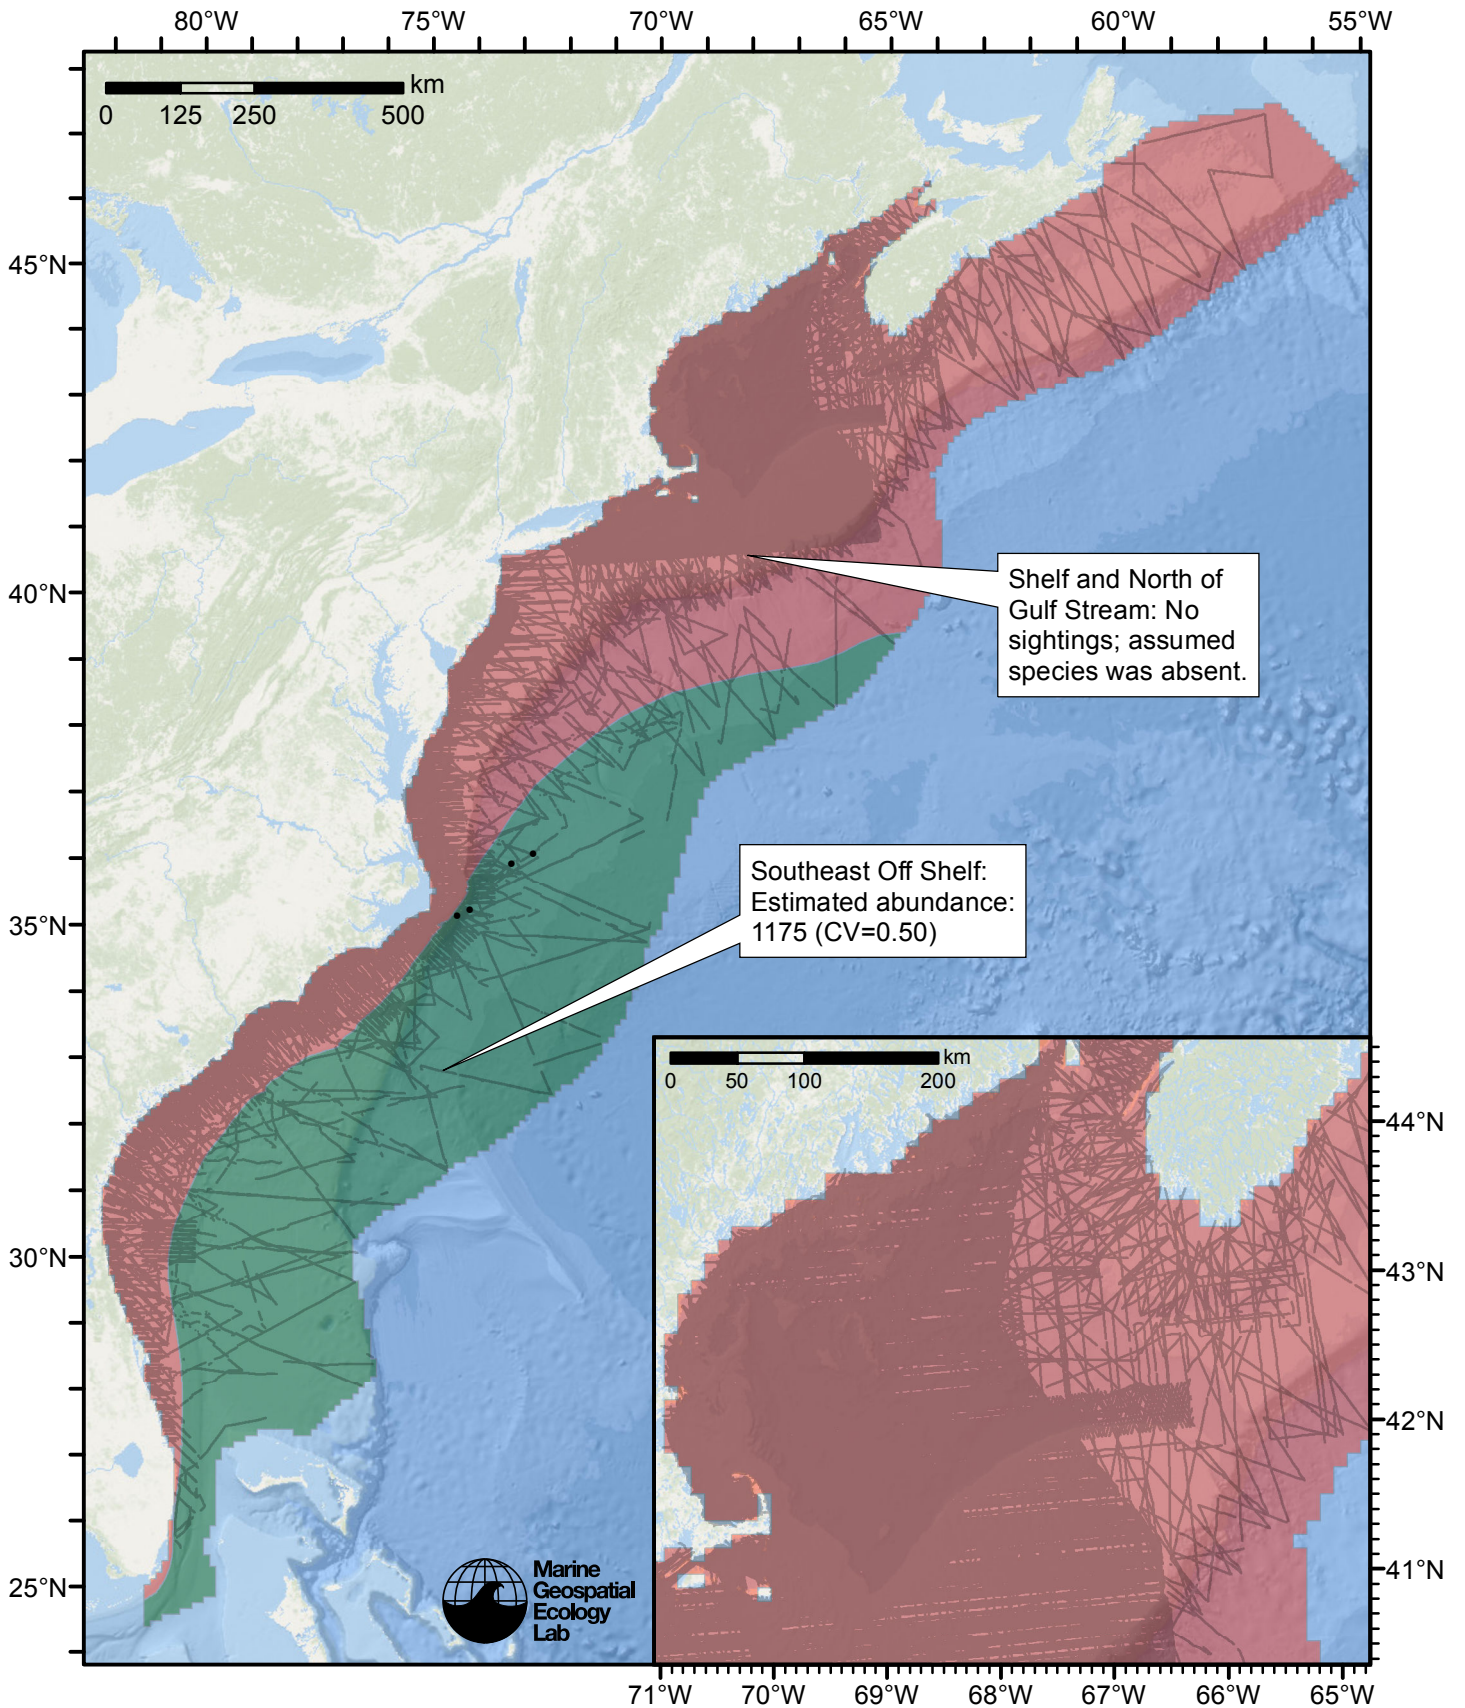 80°W 75°W 70°W 65°W 60°W 55°W
km
0 125 250 500
45°N
40°N
35°N
30°N
25°N
Shelf and North of
Gulf Stream: No
sightings; assumed
species was absent.
Southeast Off Shelf:
Estimated abundance:
1175 (CV=0.50)
km
0 50 100 200
44°N
43°N
42°N
41°N
Marine
Geospatial
Ecology
Lab
71°W 70°W 69°W 68°W 67°W 66°W 65°W